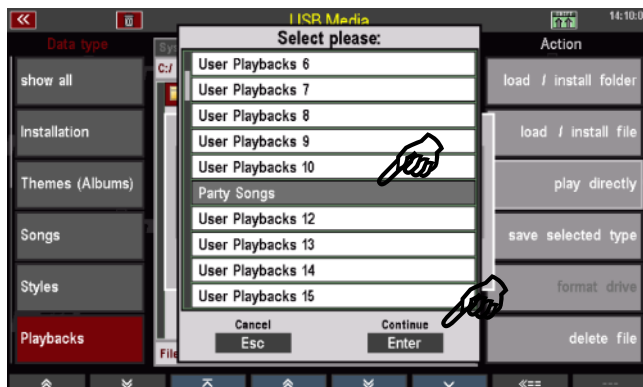 USB Media
14:10:0
Data type
Select please:
Action
show all
Installation
Themes (Albums)
Songs
Styles
Playbacks
C:/
File
User Playbacks 6
User Playbacks 7
User Playbacks 8
User Playbacks 9
User Playbacks 10
Party Songs
User Playbacks 12
User Playbacks 13
User Playbacks 14
User Playbacks 15
Cancel
Esc
Continue
Enter
load / install folder
load / install file
play directly
save selected type
format drive
delete file